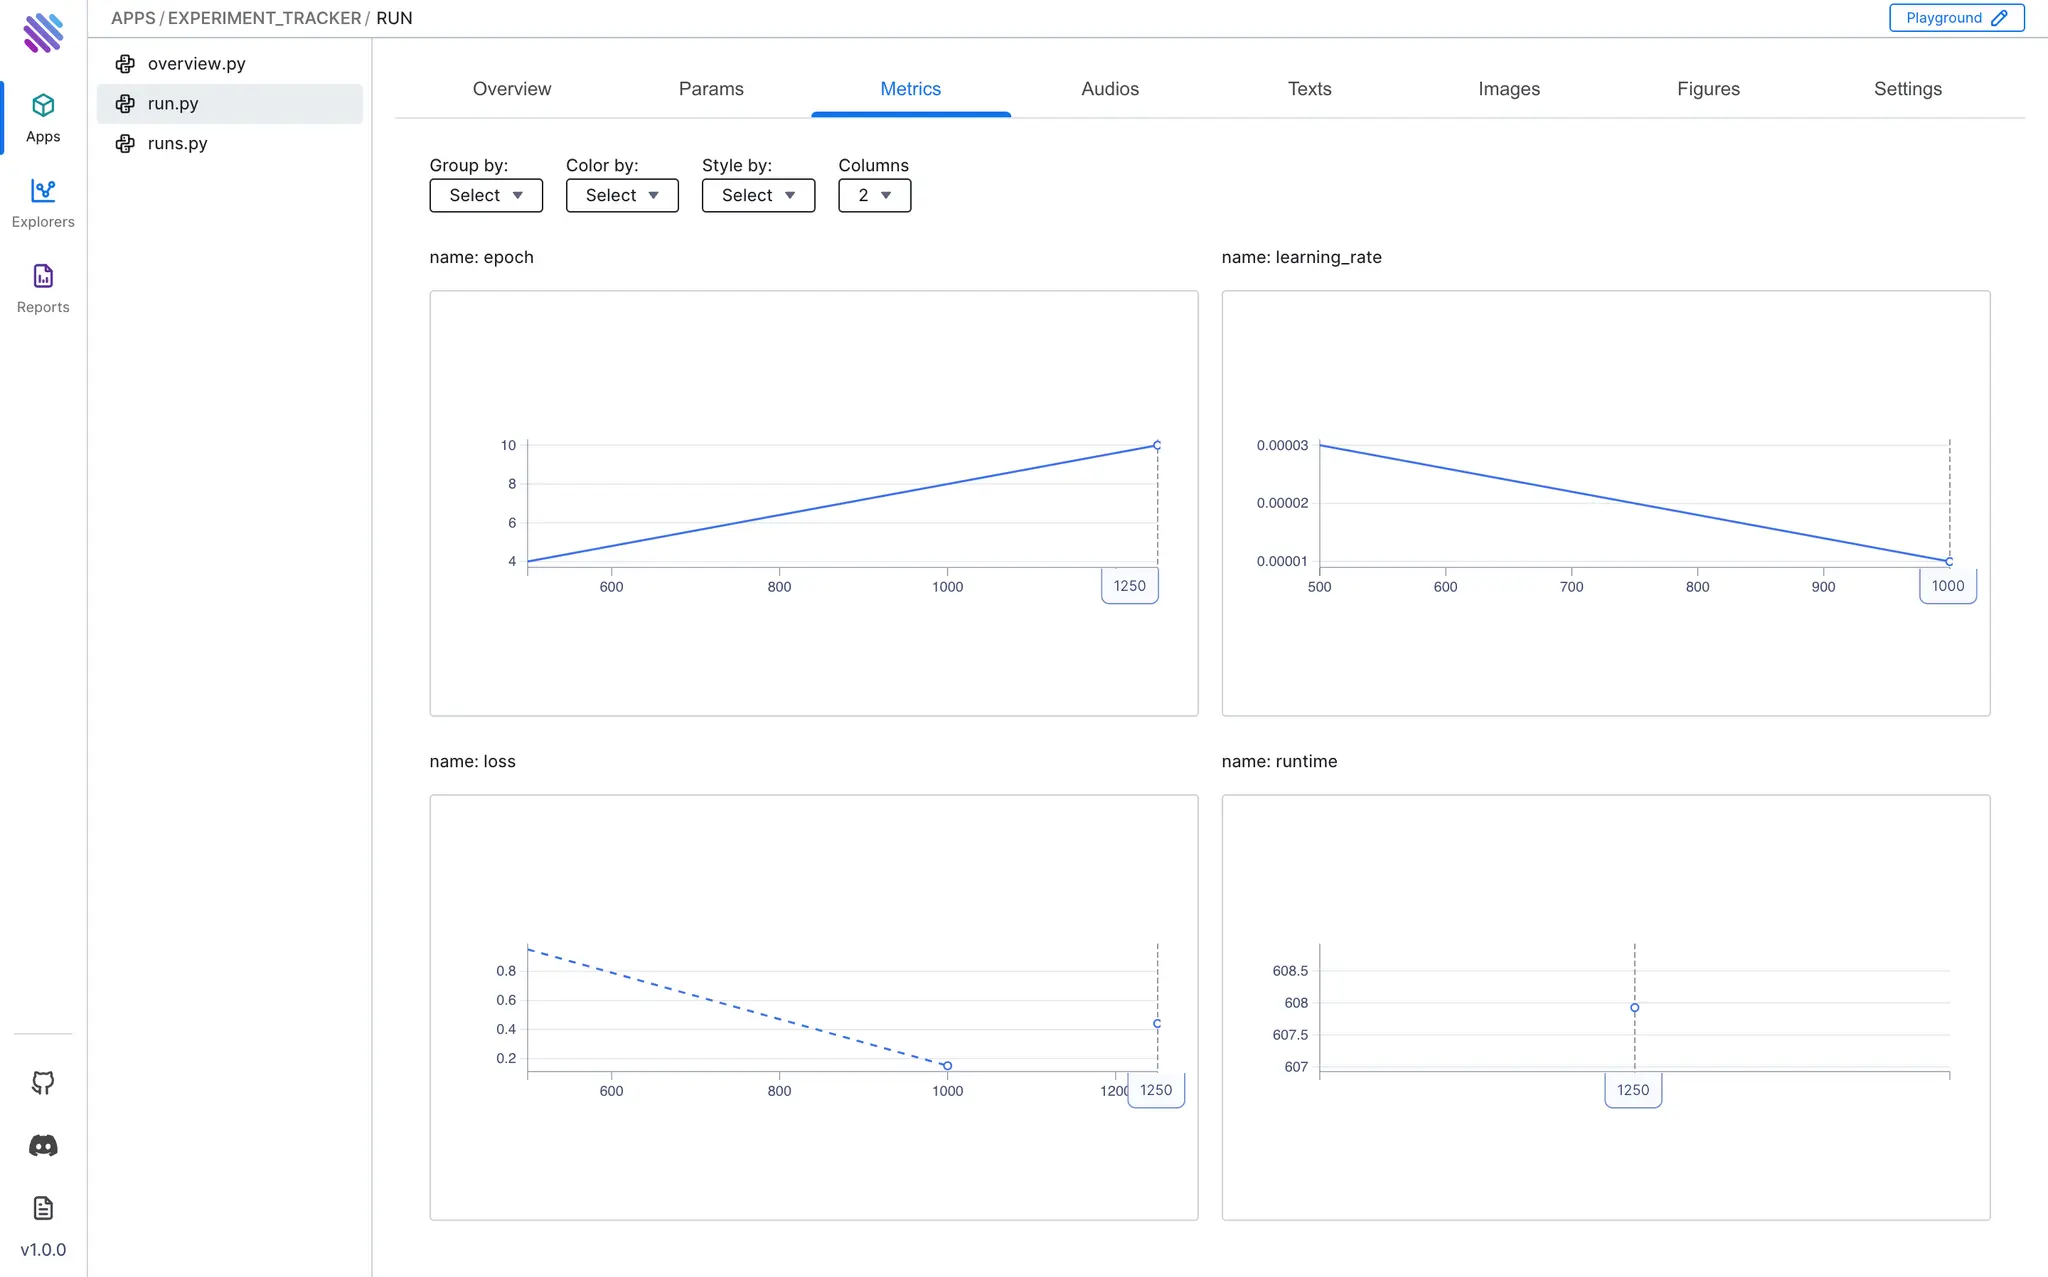 APPS / EXPERIMENT_TRACKER / RUN
Playground
Apps
Explorers
Reports
v1.0.0
overview.py
run.py
runs.py
Overview Params Metrics Audios Texts Images Figures Settings
Group by: Color by: Style by: Columns
Select Select Select 2
name: epoch
10
8
6
4
600 800 1000 1250
name: learning_rate
0.00003
0.00002
0.00001
500 600 700 800 900 1000
name: loss
0.8
0.6
0.4
0.2
600 800 1000 1200 1250
name: runtime
608.5
608
607.5
607
1250